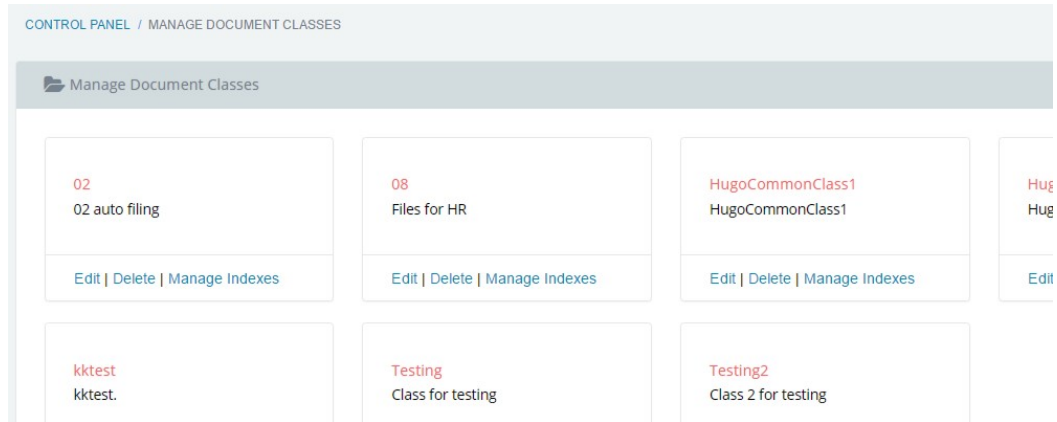 CONTROL PANEL / MANAGE DOCUMENT CLASSES
Manage Document Classes
02
02 auto filing
Edit | Delete | Manage Indexes
08
Files for HR
Edit | Delete | Manage Indexes
HugoCommonClass1
HugoCommonClass1
Edit | Delete | Manage Indexes
Edit
kktest
kktest.
Testing
Class for testing
Testing2
Class 2 for testing